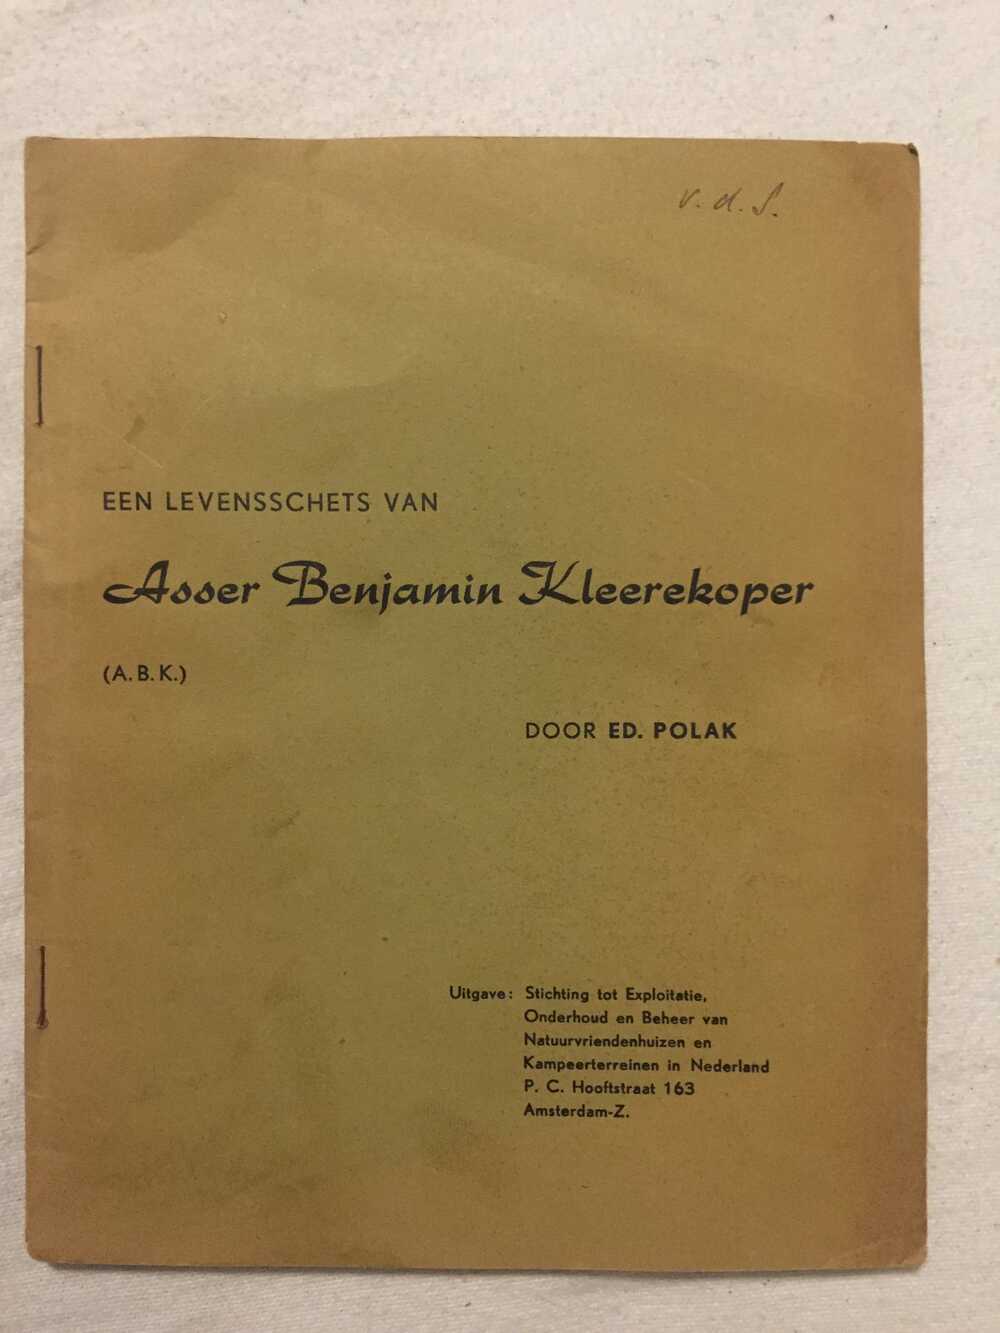 v. d. S.
EEN LEVENSSCHETS VAN
Asser Benjamin Kleerekoper
(A. B. K.)
DOOR ED. POLAK
Uitgave: Stichting tot Exploitatie,
Onderhoud en Beheer van
Natuurvriendenhuizen en
Kampeerterreinen in Nederland
P. C. Hooftstraat 163
Amsterdam-Z.